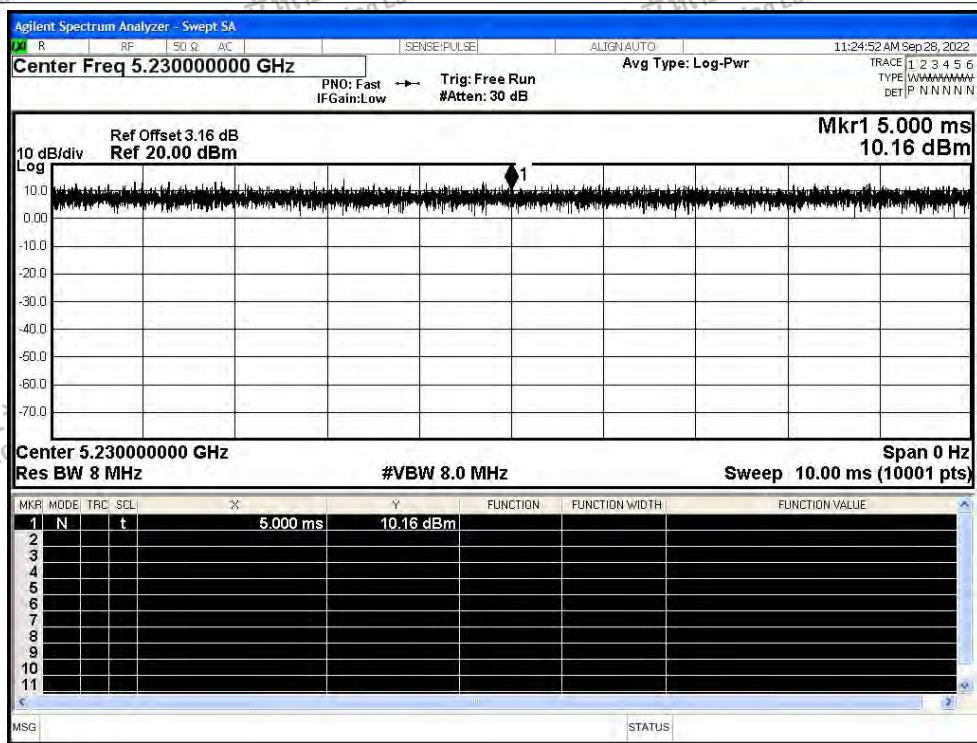 Agilent Spectrum Analyzer - Swept SA
R RF 50 Ω AC SENSE:PULSE ALIGN AUTO 11:24:52 AM Sep 28, 2022
Center Freq 5.230000000 GHz Avg Type: Log-Pwr TRACE 1 2 3 4 5 6
PNO: Fast Trig: Free Run TYPE
IFGain:Low #Atten: 30 dB DET P N N N N N
Mkr1 5.000 ms
Ref Offset 3.16 dB
10 dB/div Ref 20.00 dBm 10.16 dBm
Log
1
10.0
0.00
-10.0
-20.0
-30.0
-40.0
-50.0
-60.0
-70.0
Center 5.230000000 GHz Span 0 Hz
Res BW 8 MHz #VBW 8.0 MHz Sweep 10.00 ms (10001 pts)
MKR MODE TRC SCL X Y FUNCTION FUNCTION WIDTH FUNCTION VALUE
1 N t 5.000 ms 10.16 dBm
2
3
4
5
6
7
8
9
10
11
MSG STATUS